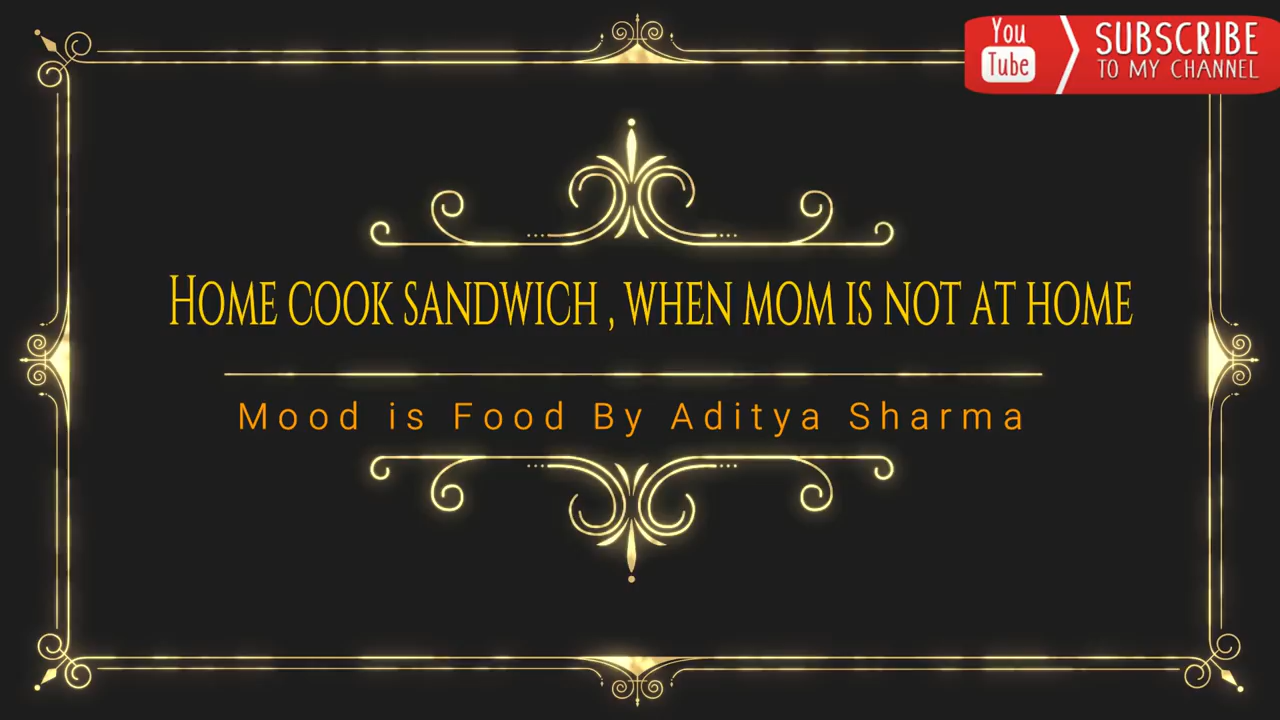 You
Tube
SUBSCRIBE
TO MY CHANNEL
HOME COOK SANDWICH , WHEN MOM IS NOT AT HOME
Mood is Food By Aditya Sharma